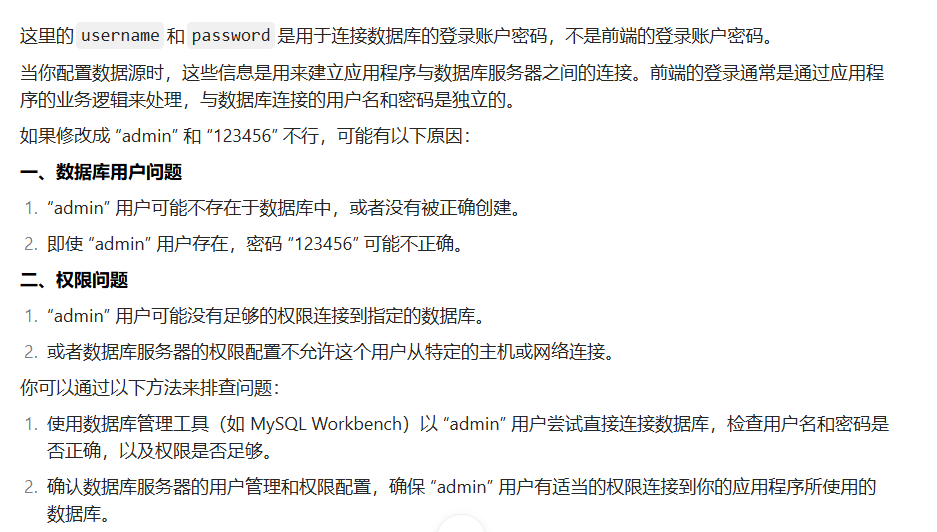 这里的 username 和 password 是用于连接数据库的登录账户密码，不是前端的登录账户密码。
当你配置数据源时，这些信息是用来建立应用程序与数据库服务器之间的连接。前端的登录通常是通过应用程
序的业务逻辑来处理，与数据库连接的用户名和密码是独立的。
如果修改成 “admin” 和 “123456” 不行，可能有以下原因：
一、数据库用户问题
1. “admin” 用户可能不存在于数据库中，或者没有被正确创建。
2. 即使 “admin” 用户存在，密码 “123456” 可能不正确。
二、权限问题
1. “admin” 用户可能没有足够的权限连接到指定的数据库。
2. 或者数据库服务器的权限配置不允许这个用户从特定的主机或网络连接。
你可以通过以下方法来排查问题：
1. 使用数据库管理工具（如 MySQL Workbench）以 “admin” 用户尝试直接连接数据库，检查用户名和密码是
否正确，以及权限是否足够。
2. 确认数据库服务器的用户管理和权限配置，确保 “admin” 用户有适当的权限连接到你的应用程序所使用的
数据库。